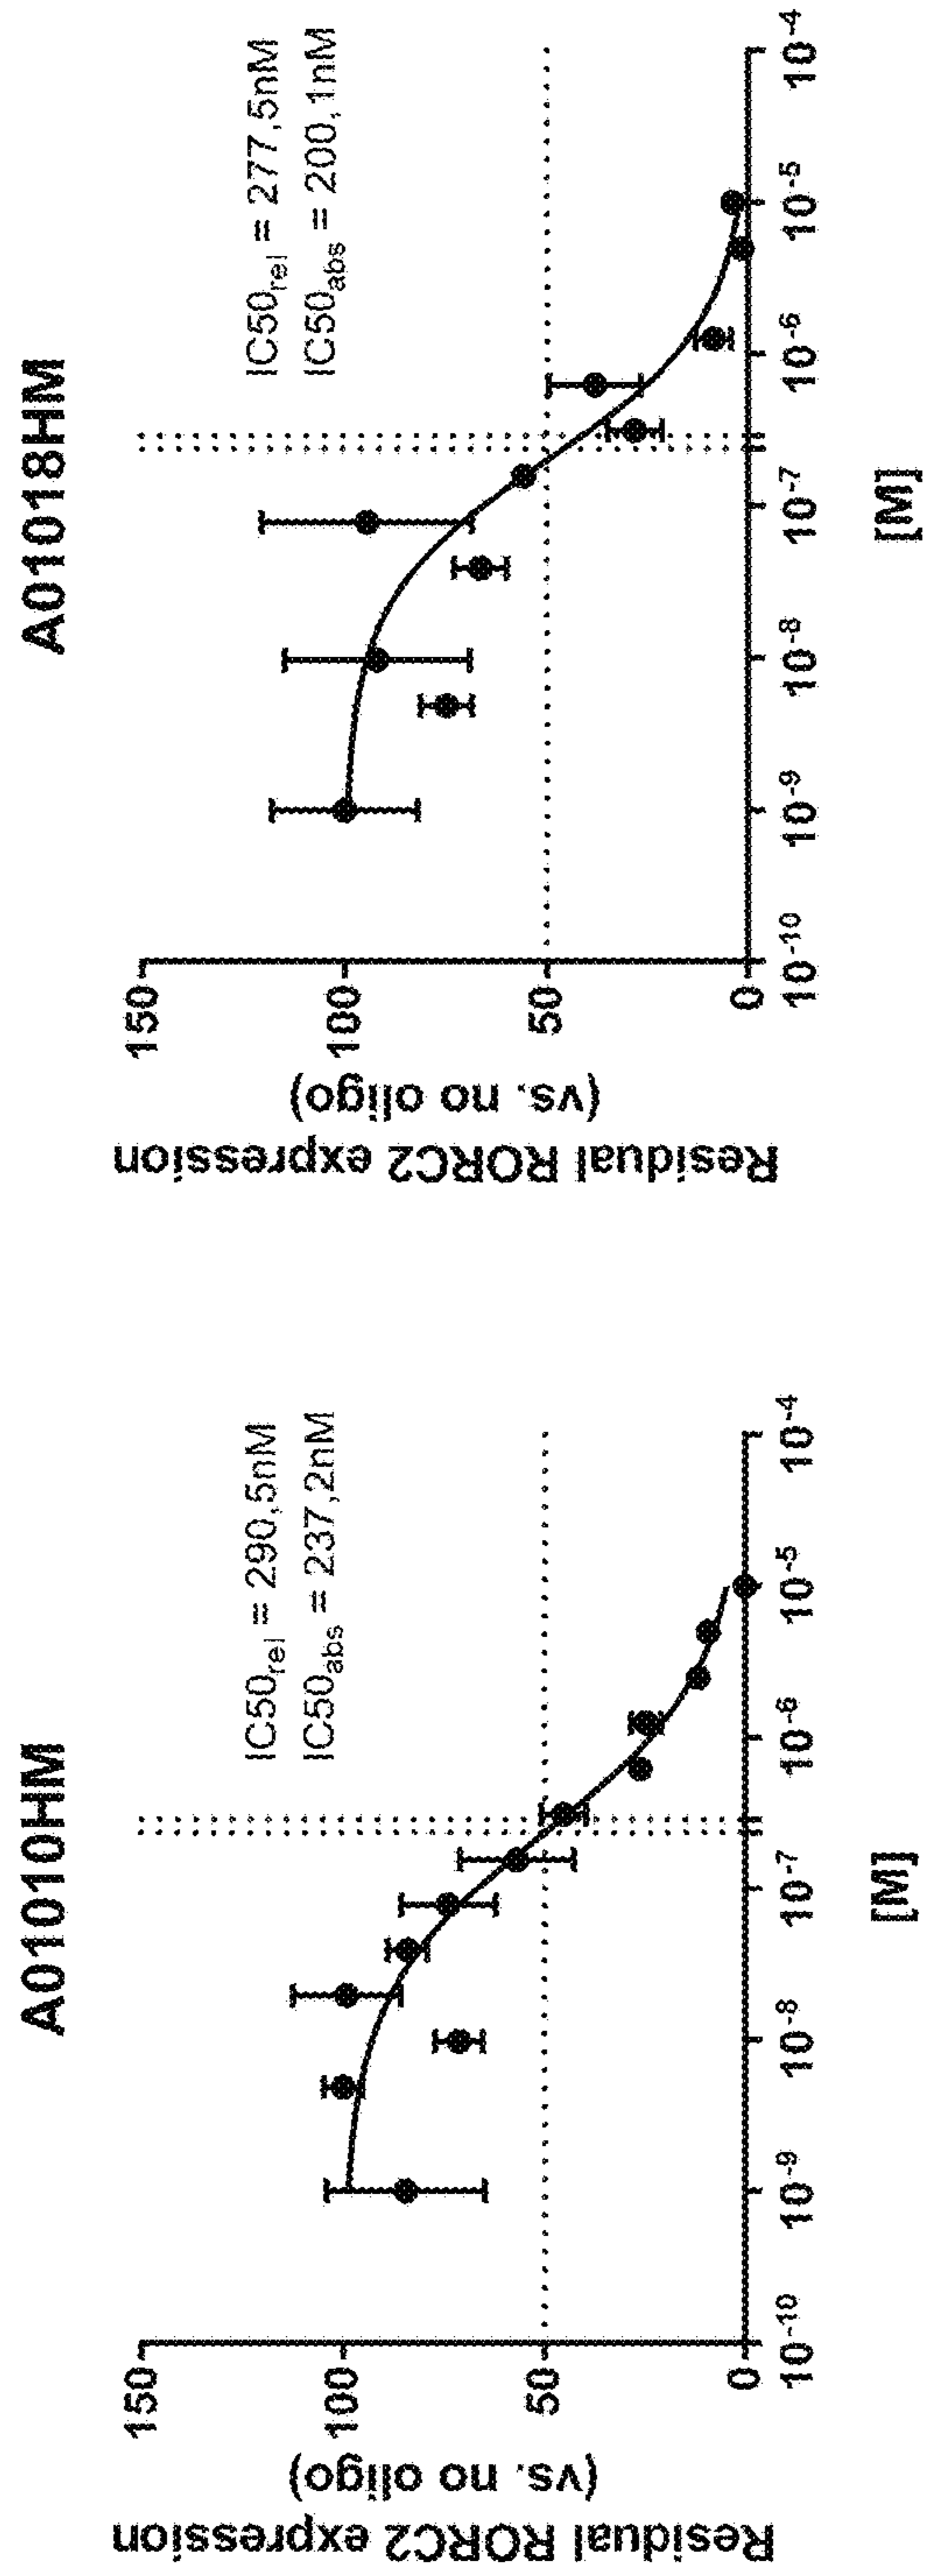 A01010HM
IC50rel = 290,5nM
IC50abs = 237,2nM
Residual RORC2 expression
(vs. no oligo)
150
100
50
0
10-10
10-9
10-8
10-7
10-6
10-5
10-4
[M]
A01018HM
IC50rel = 277,5nM
IC50abs = 200,1nM
Residual RORC2 expression
(vs. no oligo)
150
100
50
0
10-10
10-9
10-8
10-7
10-6
10-5
10-4
[M]